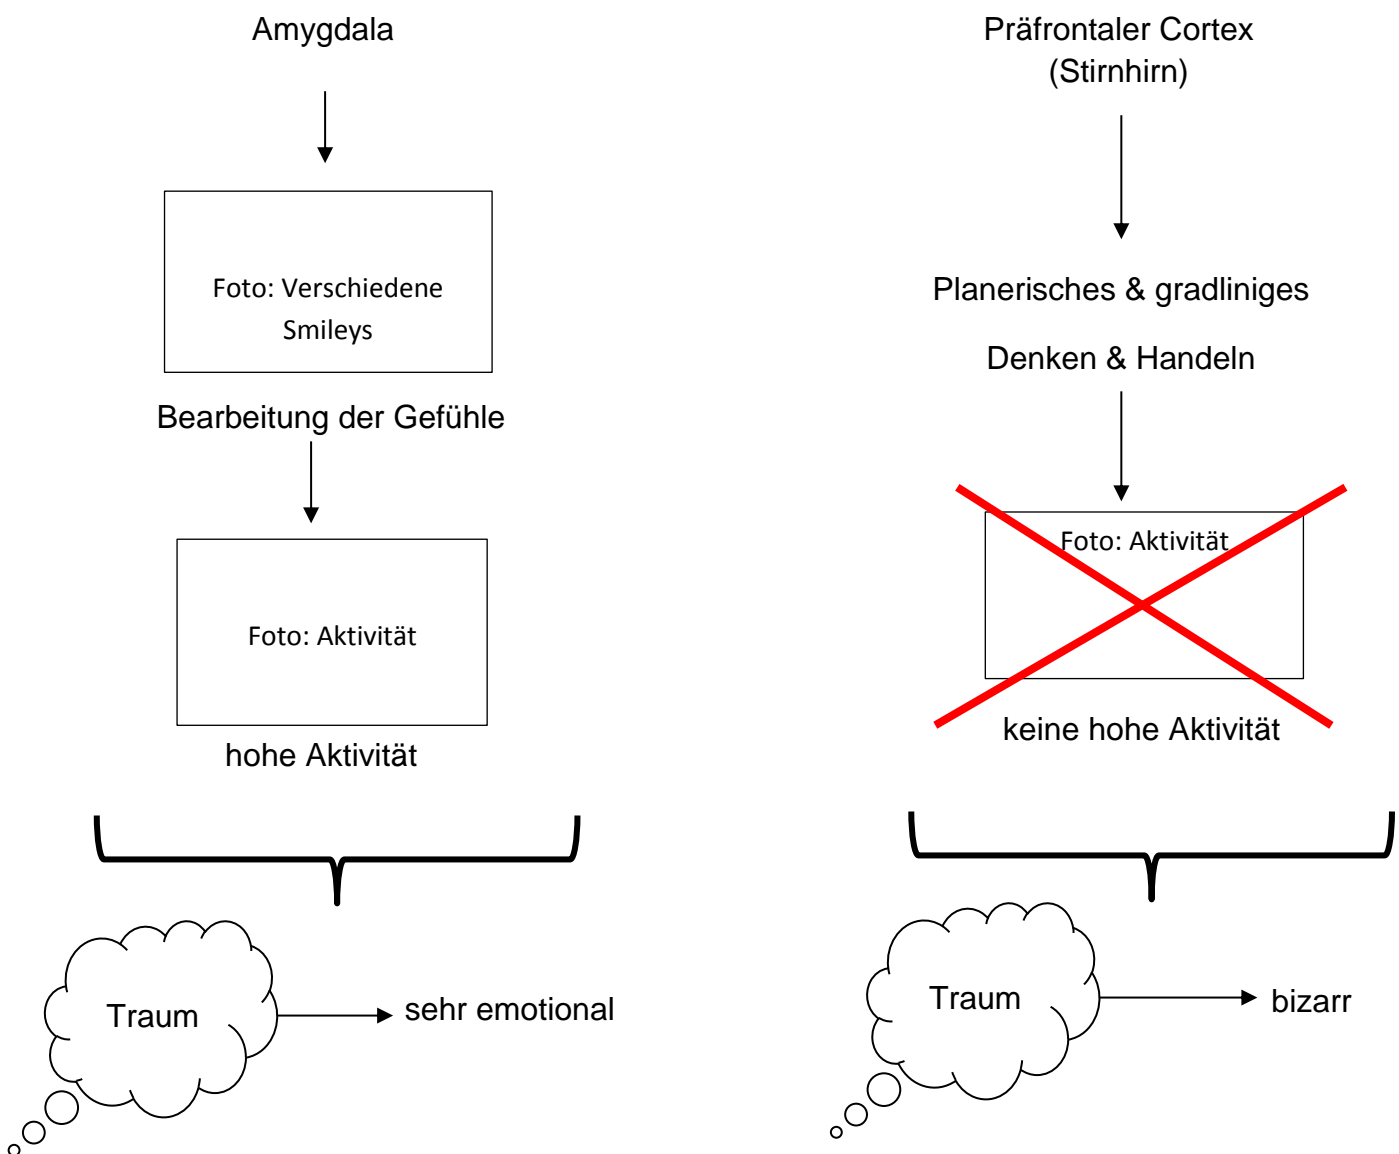 Amygdala
Foto: Verschiedene
Smileys
Bearbeitung der Gefühle
Foto: Aktivität
hohe Aktivität
Traum
sehr emotional
Präfrontaler Cortex
(Stirnhirn)
Planerisches & gradliniges
Denken & Handeln
Foto: Aktivität
keine hohe Aktivität
Traum
bizarr